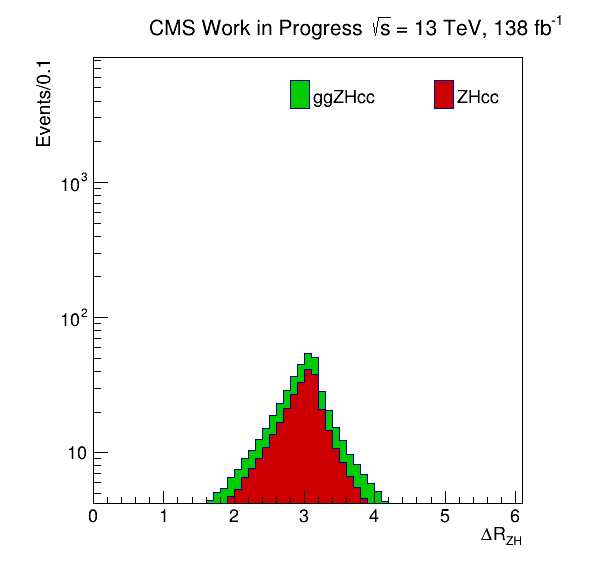 CMS Work in Progress √s = 13 TeV, 138 fb⁻¹
Events/0.1
ggZHcc ZHcc
10³
10²
10
0 1 2 3 4 5 6
ΔR_ZH